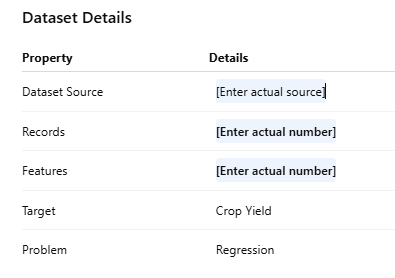 Dataset Details
Property Details
Dataset Source [Enter actual source]
Records [Enter actual number]
Features [Enter actual number]
Target Crop Yield
Problem Regression